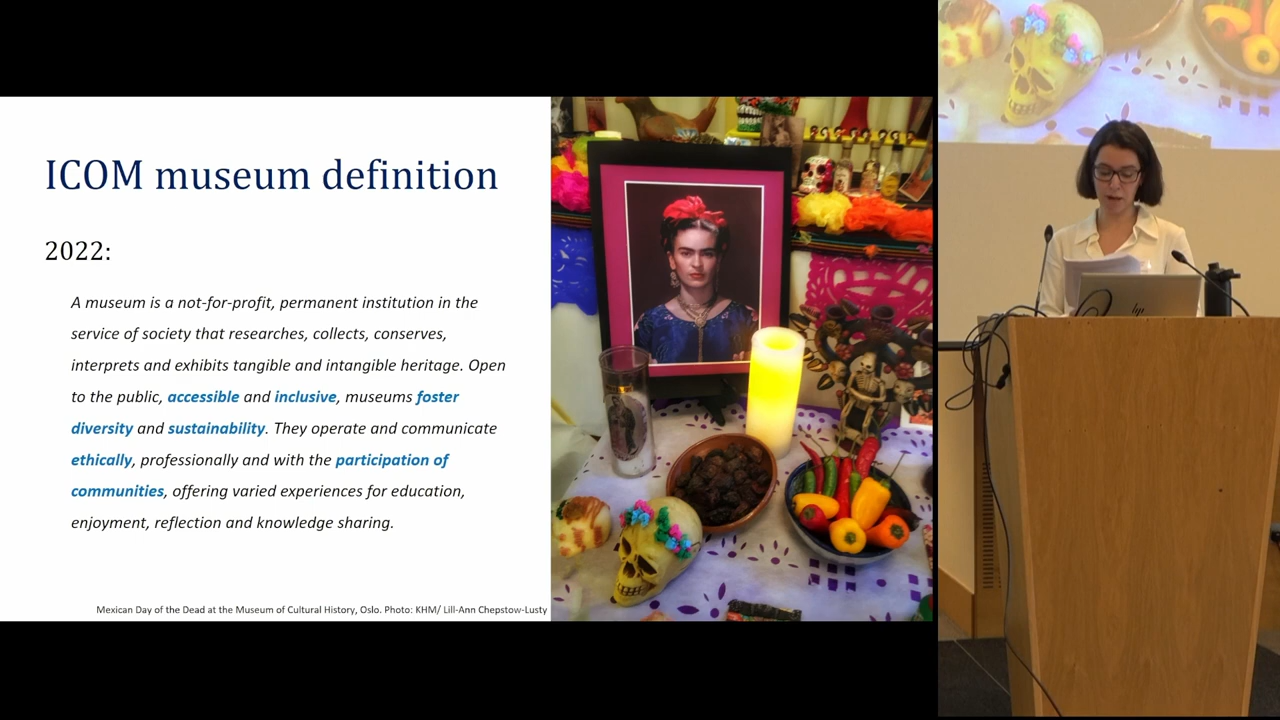 ICOM museum definition
2022:
A museum is a not-for-profit, permanent institution in the
service of society that researches, collects, conserves,
interprets and exhibits tangible and intangible heritage. Open
to the public, accessible and inclusive, museums foster
diversity and sustainability. They operate and communicate
ethically, professionally and with the participation of
communities, offering varied experiences for education,
enjoyment, reflection and knowledge sharing.
Mexican Day of the Dead at the Museum of Cultural History, Oslo. Photo: KHM/ Lill-Ann Chepstow-Lusty
hp